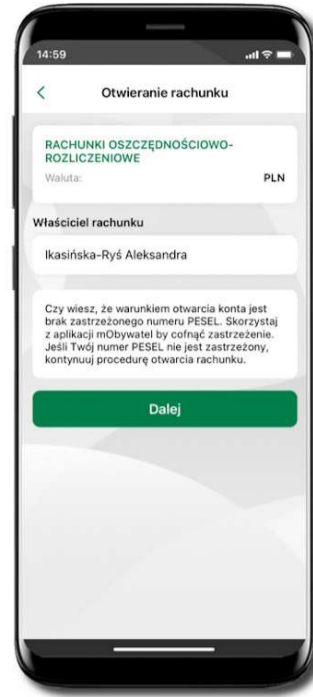 14:59
Otwieranie rachunku
RACHUNKI OSZCZĘDNOŚCIOWO-
ROZLICZENIOWE
Waluta: PLN
Właściciel rachunku
Ikasińska-Ryś Aleksandra
Czy wiesz, że warunkiem otwarcia konta jest
brak zastrzeżonego numeru PESEL. Skorzystaj
z aplikacji mObywatel by cofnąć zastrzeżenie.
Jeśli Twój numer PESEL nie jest zastrzeżony,
kontynuuj procedurę otwarcia rachunku.
Dalej